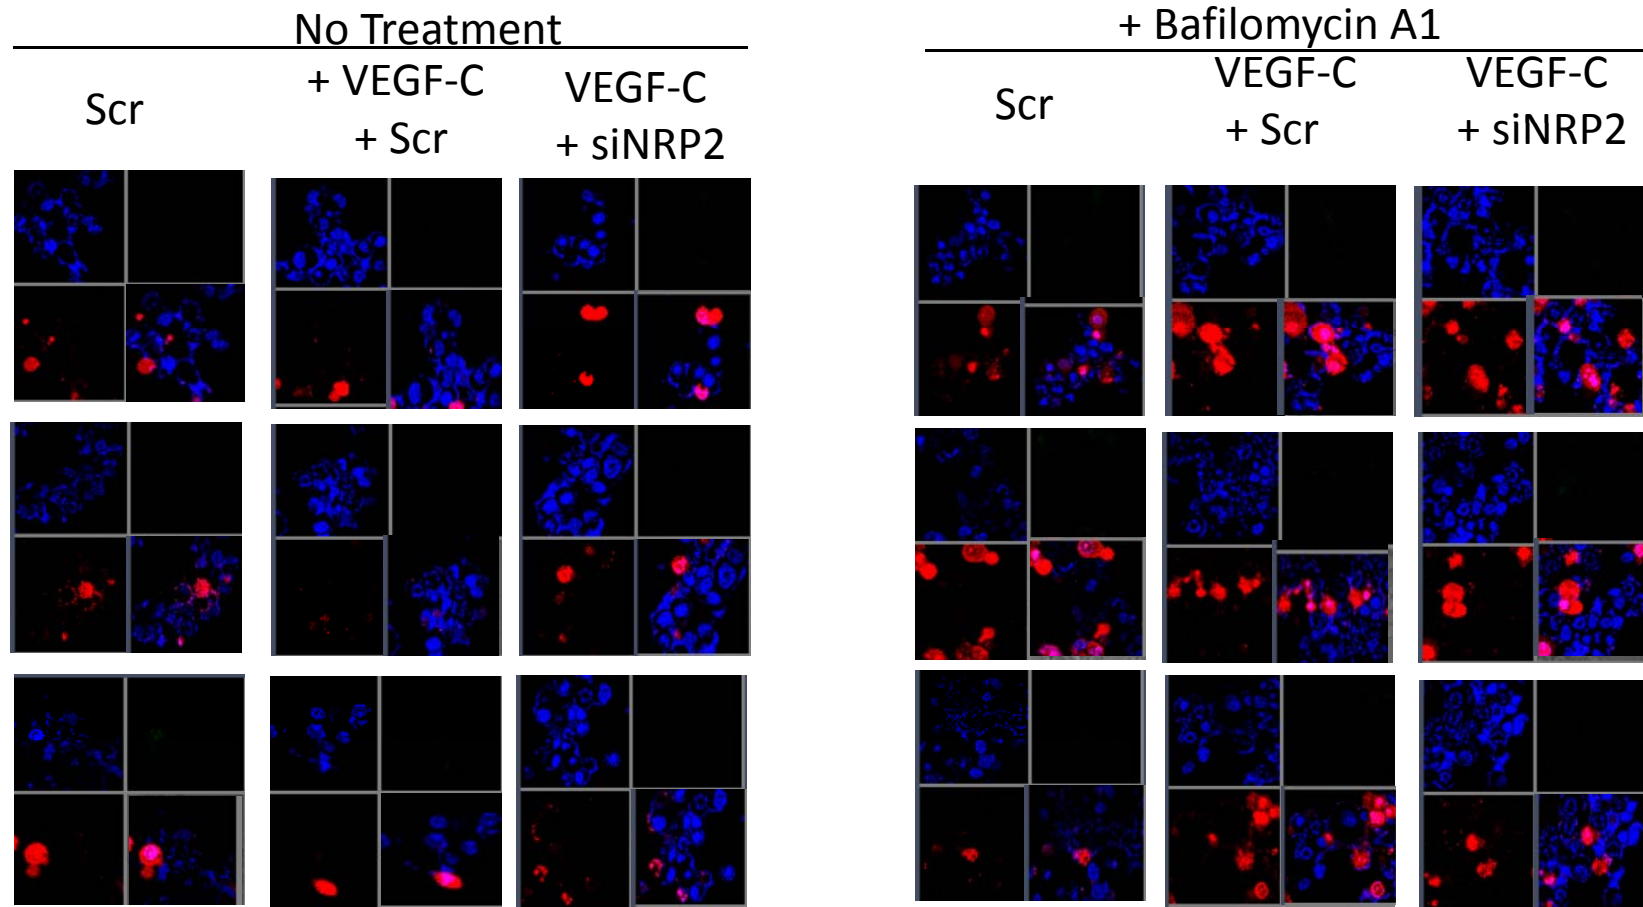 No Treatment
Scr
+ VEGF-C
+ Scr
VEGF-C
+ siNRP2
+ Bafilomycin A1
Scr
VEGF-C
+ Scr
VEGF-C
+ siNRP2